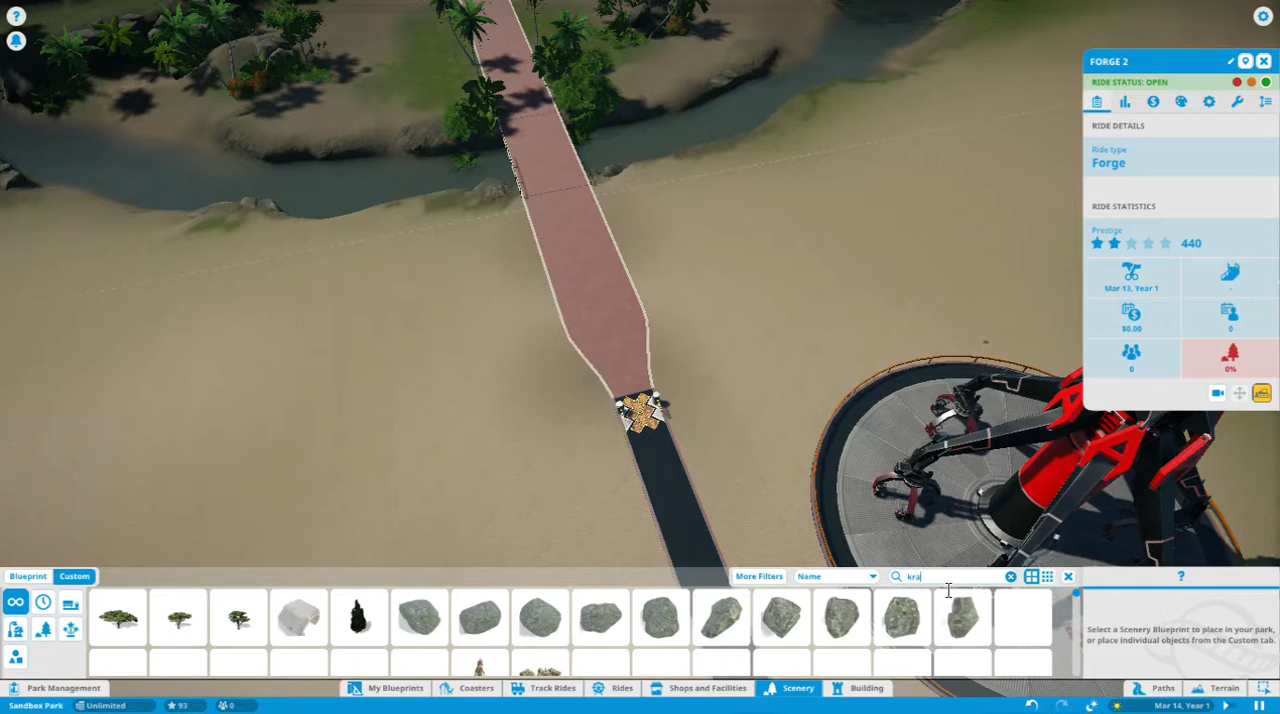 FORGE 2
RIDE STATUS: OPEN
RIDE DETAILS
Ride type
Forge
RIDE STATISTICS
Prestige
440
Mar 13, Year 1
-
$0.00
0
0
0%
Blueprint
Custom
More Filters
Name
kra
?
Select a Scenery Blueprint to place in your park,
or place individual objects from the Custom tab.
Park Management
My Blueprints
Coasters
Track Rides
Rides
Shops and Facilities
Scenery
Building
Paths
Terrain
Sandbox Park
Unlimited
93
0
Mar 14, Year 1